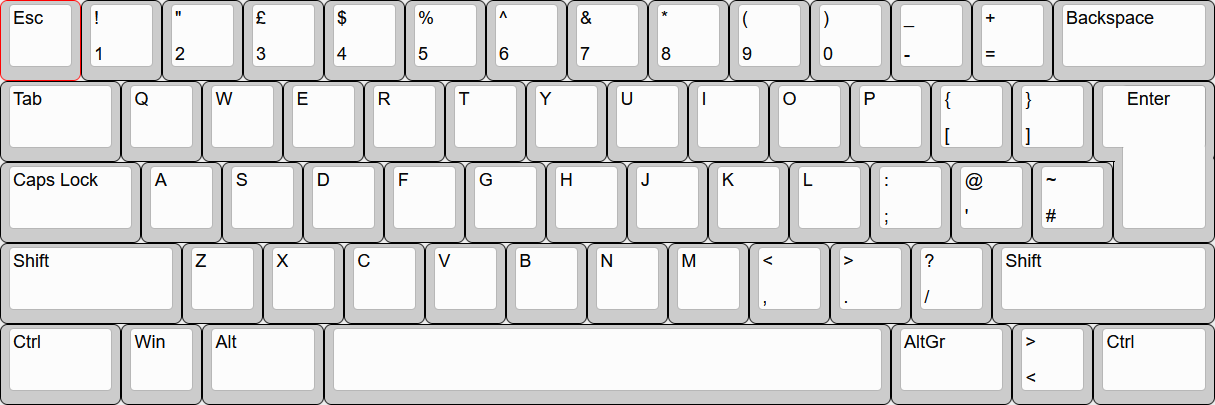 Esc ! " £ $ % ^ & * ( ) _ + Backspace
1 2 3 4 5 6 7 8 9 0 - =
Tab Q W E R T Y U I O P { } Enter
[ ]
Caps Lock A S D F G H J K L : @ ~
; ' #
Shift Z X C V B N M < > ? Shift
, . /
Ctrl Win Alt AltGr > Ctrl
<